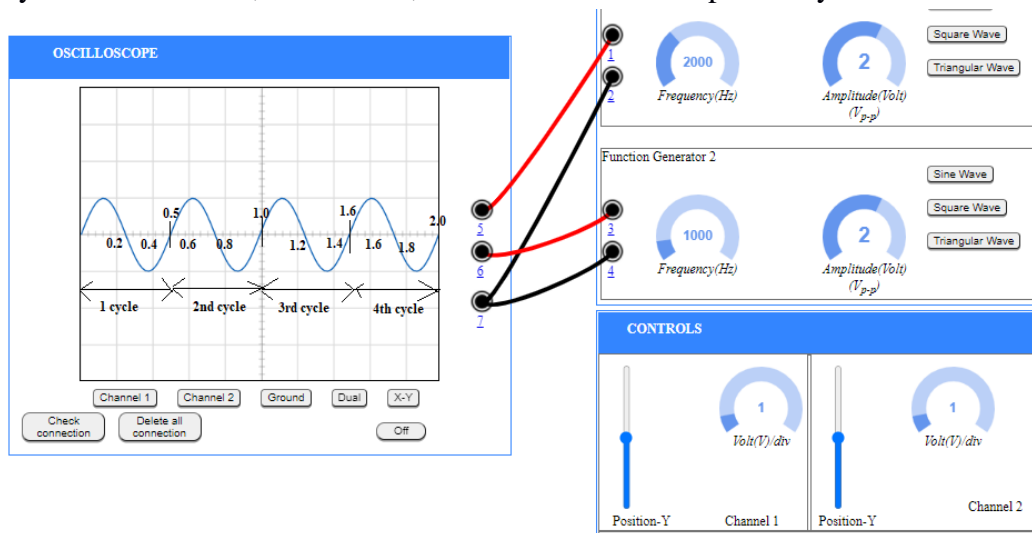 OSCILLOSCOPE
0.5
1.0
1.6
2.0
0.2
0.4
0.6
0.8
1.2
1.4
1.6
1.8
1 cycle
2nd cycle
3rd cycle
4th cycle
Channel 1
Channel 2
Ground
Dual
X-Y
Check connection
Delete all connection
Off
5
6
7
1
2
2000
Frequency(Hz)
2
Amplitude(Volt)
(Vp-p)
Square Wave
Triangular Wave
Function Generator 2
3
4
1000
Frequency(Hz)
2
Amplitude(Volt)
(Vp-p)
Sine Wave
Square Wave
Triangular Wave
CONTROLS
1
Volt(V)/div
Position-Y
Channel 1
1
Volt(V)/div
Position-Y
Channel 2